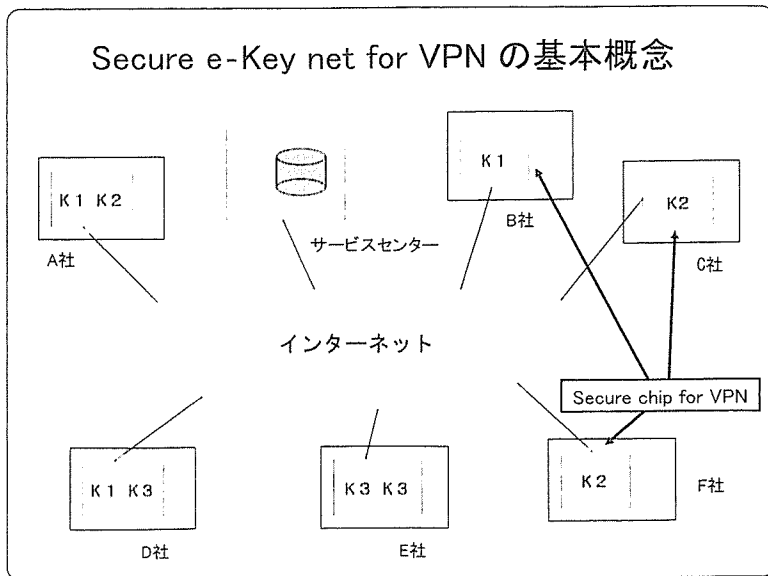 Secure e-Key net for VPN の基本概念
K1 K2
A社
サービスセンター
K1
B社
K2
C社
インターネット
Secure chip for VPN
K1 K3
D社
K3 K3
E社
K2
F社